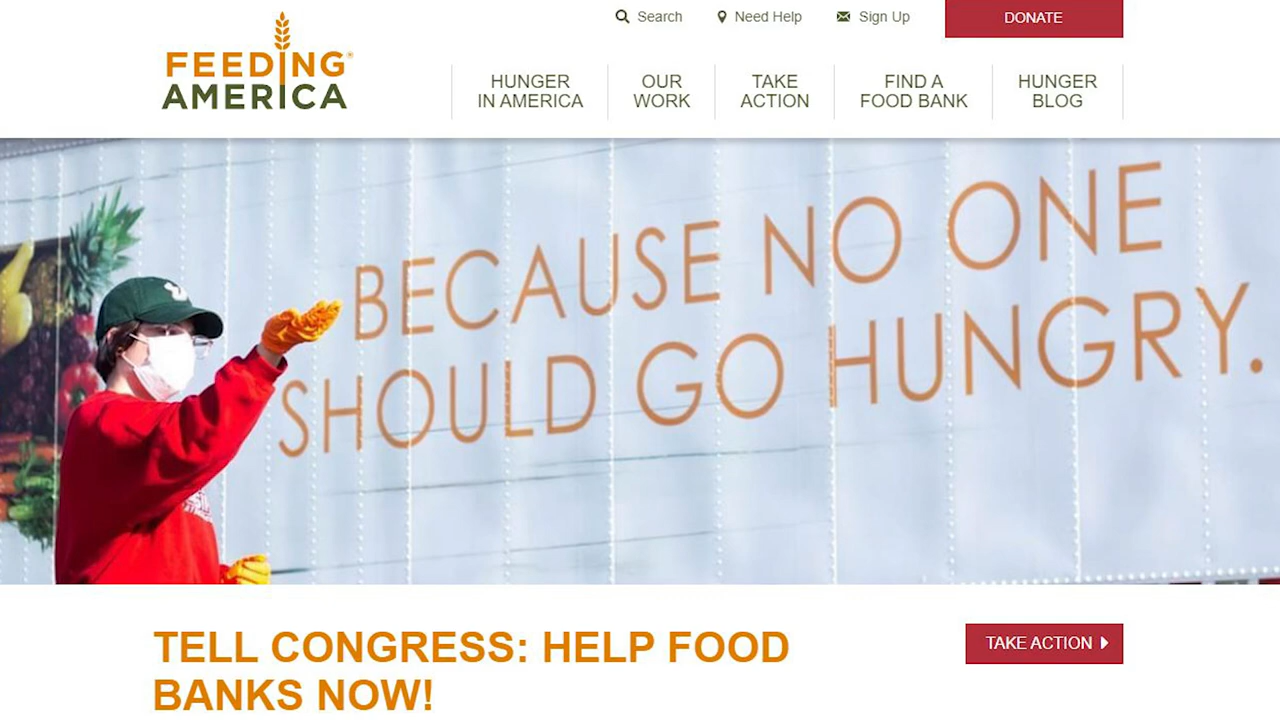 FEEDING®
AMERICA
Search
Need Help
Sign Up
DONATE
HUNGER
IN AMERICA
OUR
WORK
TAKE
ACTION
FIND A
FOOD BANK
HUNGER
BLOG
BECAUSE NO ONE
SHOULD GO HUNGRY.
TELL CONGRESS: HELP FOOD
BANKS NOW!
TAKE ACTION